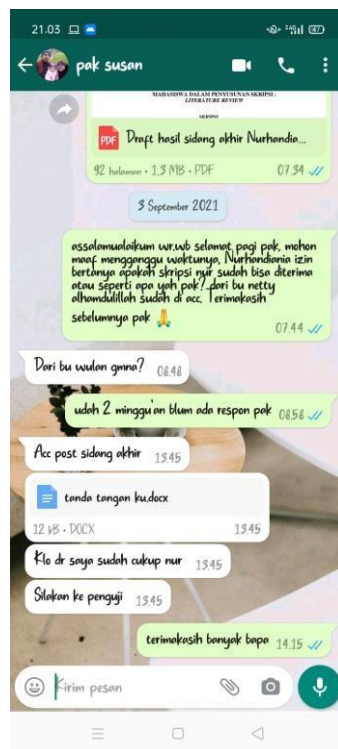 21.03
pak susan
MAHASISWA DALAM PENYUSUNAN SKRIPSI :
LITERATURE REVIEW
SKRIPSI
PDF Draft hasil sidang akhir Nurhandia...
92 halaman • 1,3 MB • PDF 07.34
3 September 2021
assalamualaikum wr.wb selamat pagi pak, mohon
maaf mengganggu waktunya, Nurhandiania izin
bertanya apakah skripsi nur sudah bisa diterima
atau seperti apa yah pak? dari bu netty
alhamdulillah sudah di acc. Terimakasih
sebelumnya pak 🙏
07.44
Dari bu wulan gmna? 08.48
udah 2 minggu'an blum ada respon pak 08.58
Acc post sidang akhir 13.45
tanda tangan ku.docx
12 kB • DOCX 13.45
Klo dr saya sudah cukup nur 13.45
Silakan ke penguji 13.45
terimakasih banyak bapa 14.15
Kirim pesan